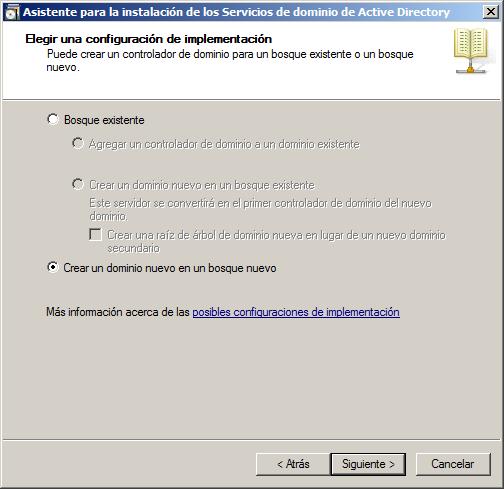 Asistente para la instalación de los Servicios de dominio de Active Directory
Elegir una configuración de implementación
Puede crear un controlador de dominio para un bosque existente o un bosque
nuevo.
Bosque existente
Agregar un controlador de dominio a un dominio existente
Crear un dominio nuevo en un bosque existente
Este servidor se convertirá en el primer controlador de dominio del nuevo
dominio.
Crear una raíz de árbol de dominio nueva en lugar de un nuevo dominio
secundario
Crear un dominio nuevo en un bosque nuevo
Más información acerca de las posibles configuraciones de implementación
< Atrás
Siguiente >
Cancelar